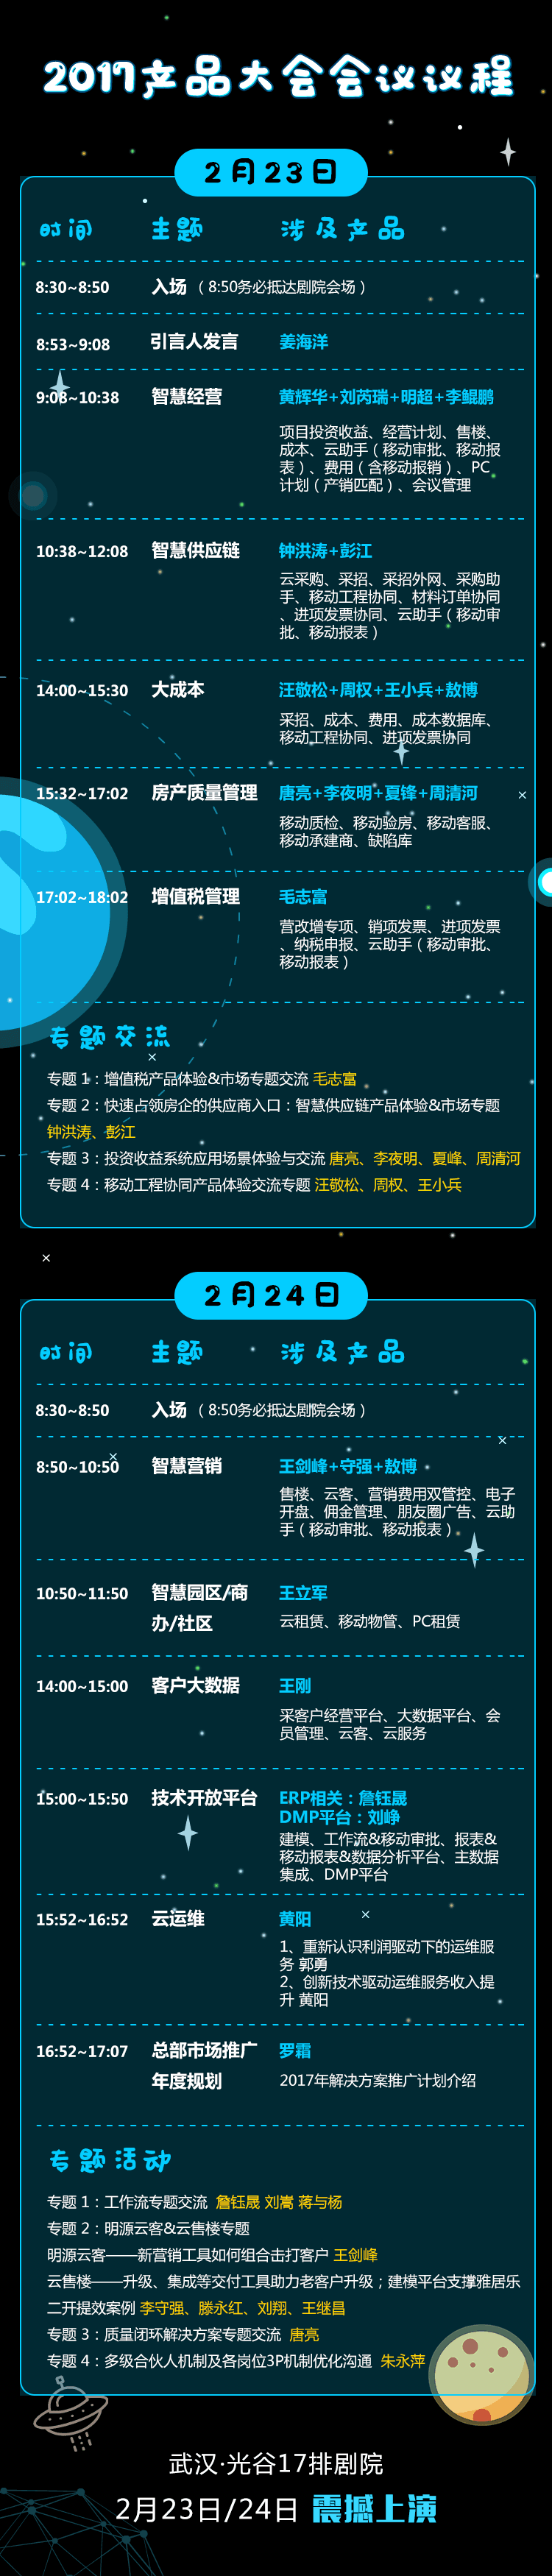 2017产品大会会议议程
2月23日
时间 主题 涉及产品
8:30~8:50 入场（8:50务必抵达剧院会场）
8:53~9:08 引言人发言 姜海洋
9:08~10:38 智慧经营 黄辉华+刘芮瑞+明超+李鲲鹏
项目投资收益、经营计划、售楼、
成本、云助手（移动审批、移动报
表）、费用（含移动报销）、PC
计划（产销匹配）、会议管理
10:38~12:08 智慧供应链 钟洪涛+彭江
云采购、采招、采招外网、采购助
手、移动工程协同、材料订单协同
、进项发票协同、云助手（移动审
批、移动报表）
14:00~15:30 大成本 汪敬松+周权+王小兵+敖博
采招、成本、费用、成本数据库、
移动工程协同、进项发票协同
15:32~17:02 房产质量管理 唐亮+李夜明+夏锋+周清河
移动质检、移动验房、移动客服、
移动承建商、缺陷库
17:02~18:02 增值税管理 毛志富
营改增专项、销项发票、进项发票
、纳税申报、云助手（移动审批、
移动报表）
专题交流
专题 1：增值税产品体验&市场专题交流 毛志富
专题 2：快速占领房企的供应商入口：智慧供应链产品体验&市场专题
钟洪涛、彭江
专题 3：投资收益系统应用场景体验与交流 唐亮、李夜明、夏峰、周清河
专题 4：移动工程协同产品体验交流专题 汪敬松、周权、王小兵
2月24日
时间 主题 涉及产品
8:30~8:50 入场（8:50务必抵达剧院会场）
8:50~10:50 智慧营销 王剑峰+守强+敖博
售楼、云客、营销费用双管控、电子
开盘、佣金管理、朋友圈广告、云助
手（移动审批、移动报表）
10:50~11:50 智慧园区/商 王立军
办/社区 云租赁、移动物管、PC租赁
14:00~15:00 客户大数据 王刚
采客户经营平台、大数据平台、会
员管理、云客、云服务
15:00~15:50 技术开放平台 ERP相关：詹钰晟
DMP平台：刘峥
建模、工作流&移动审批、报表&
移动报表&数据分析平台、主数据
集成、DMP平台
15:52~16:52 云运维 黄阳
1、重新认识利润驱动下的运维服
务 郭勇
2、创新技术驱动运维服务收入提
升 黄阳
16:52~17:07 总部市场推广 罗霜
年度规划 2017年解决方案推广计划介绍
专题活动
专题 1：工作流专题交流 詹钰晟 刘嵩 蒋与杨
专题 2：明源云客&云售楼专题
明源云客——新营销工具如何组合击打客户 王剑峰
云售楼——升级、集成等交付工具助力老客户升级；建模平台支撑雅居乐
二开提效案例 李守强、滕永红、刘翔、王继昌
专题 3：质量闭环解决方案专题交流 唐亮
专题 4：多级合伙人机制及各岗位3P机制优化沟通 朱永萍
武汉·光谷17排剧院
2月23日/24日 震撼上演